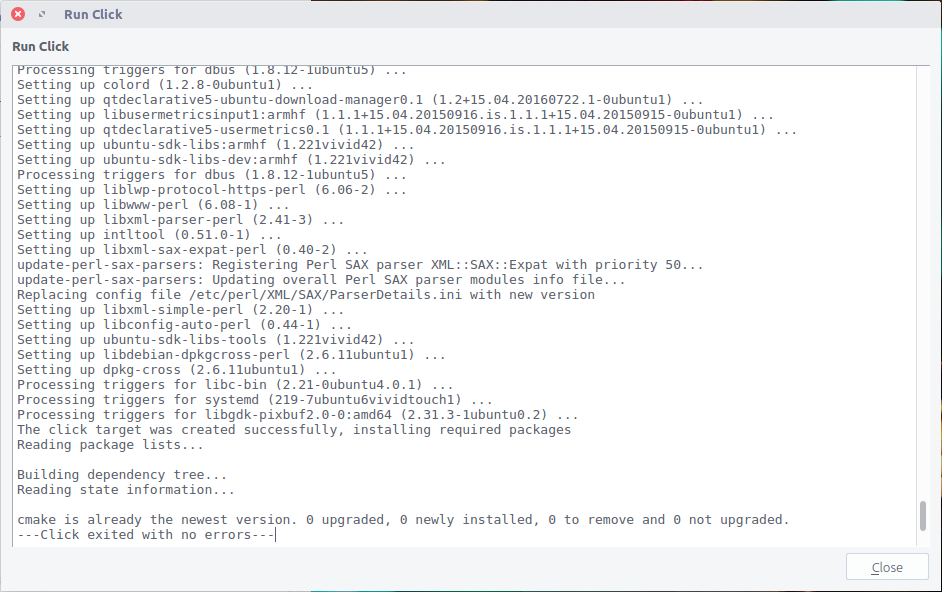 Run Click
Run Click
Processing triggers for dbus (1.8.12-1ubuntu5) ...
Setting up colord (1.2.8-0ubuntu1) ...
Setting up qtdeclarative5-ubuntu-download-manager0.1 (1.2+15.04.20160722.1-0ubuntu1) ...
Setting up libusermetricsinput1:armhf (1.1.1+15.04.20150916.is.1.1.1+15.04.20150915-0ubuntu1) ...
Setting up qtdeclarative5-usermetrics0.1 (1.1.1+15.04.20150916.is.1.1.1+15.04.20150915-0ubuntu1) ...
Setting up ubuntu-sdk-libs:armhf (1.221vivid42) ...
Setting up ubuntu-sdk-libs-dev:armhf (1.221vivid42) ...
Processing triggers for dbus (1.8.12-1ubuntu5) ...
Setting up liblwp-protocol-https-perl (6.06-2) ...
Setting up libwww-perl (6.08-1) ...
Setting up libxml-parser-perl (2.41-3) ...
Setting up intltool (0.51.0-1) ...
Setting up libxml-sax-expat-perl (0.40-2) ...
update-perl-sax-parsers: Registering Perl SAX parser XML::SAX::Expat with priority 50...
update-perl-sax-parsers: Updating overall Perl SAX parser modules info file...
Replacing config file /etc/perl/XML/SAX/ParserDetails.ini with new version
Setting up libxml-simple-perl (2.20-1) ...
Setting up libconfig-auto-perl (0.44-1) ...
Setting up ubuntu-sdk-libs-tools (1.221vivid42) ...
Setting up libdebian-dpkgcross-perl (2.6.11ubuntu1) ...
Setting up dpkg-cross (2.6.11ubuntu1) ...
Processing triggers for libc-bin (2.21-0ubuntu4.0.1) ...
Processing triggers for systemd (219-7ubuntu6vividtouch1) ...
Processing triggers for libgdk-pixbuf2.0-0:amd64 (2.31.3-1ubuntu0.2) ...
The click target was created successfully, installing required packages
Reading package lists...
Building dependency tree...
Reading state information...
cmake is already the newest version. 0 upgraded, 0 newly installed, 0 to remove and 0 not upgraded.
---Click exited with no errors---
Close